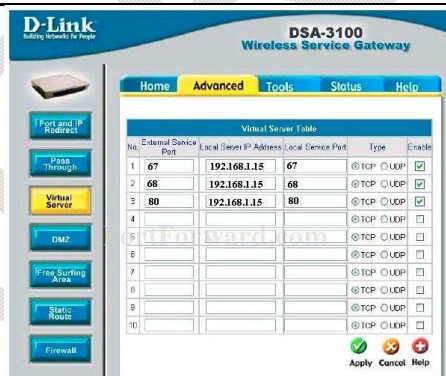 D-Link
Building Networks for People
DSA-3100
Wireless Service Gateway
Home Advanced Tools Status Help
Port and IP Redirect
Pass Through
Virtual Server
DMZ
Free Surfing Area
Static Route
Firewall
Virtual Server Table
No. External Service Port Local Server IP Address Local Service Port Type Enable
1 67 192.168.1.15 67 TCP UDP
2 68 192.168.1.15 68 TCP UDP
3 80 192.168.1.15 80 TCP UDP
4 TCP UDP
5 TCP UDP
6 TCP UDP
7 TCP UDP
8 TCP UDP
9 TCP UDP
10 TCP UDP
PortForward.com
Apply Cancel Help